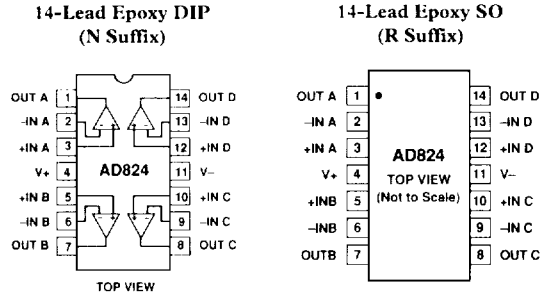 14-Lead Epoxy DIP
(N Suffix)
OUT A 1 14 OUT D
–IN A 2 13 –IN D
+IN A 3 12 +IN D
V+ 4 AD824 11 V–
+IN B 5 10 +IN C
–IN B 6 9 –IN C
OUT B 7 8 OUT C
TOP VIEW
14-Lead Epoxy SO
(R Suffix)
OUT A 1 14 OUT D
–IN A 2 13 –IN D
+IN A 3 12 +IN D
AD824
V+ 4 TOP VIEW 11 V–
+INB 5 (Not to Scale) 10 +IN C
–INB 6 9 –IN C
OUTB 7 8 OUT C